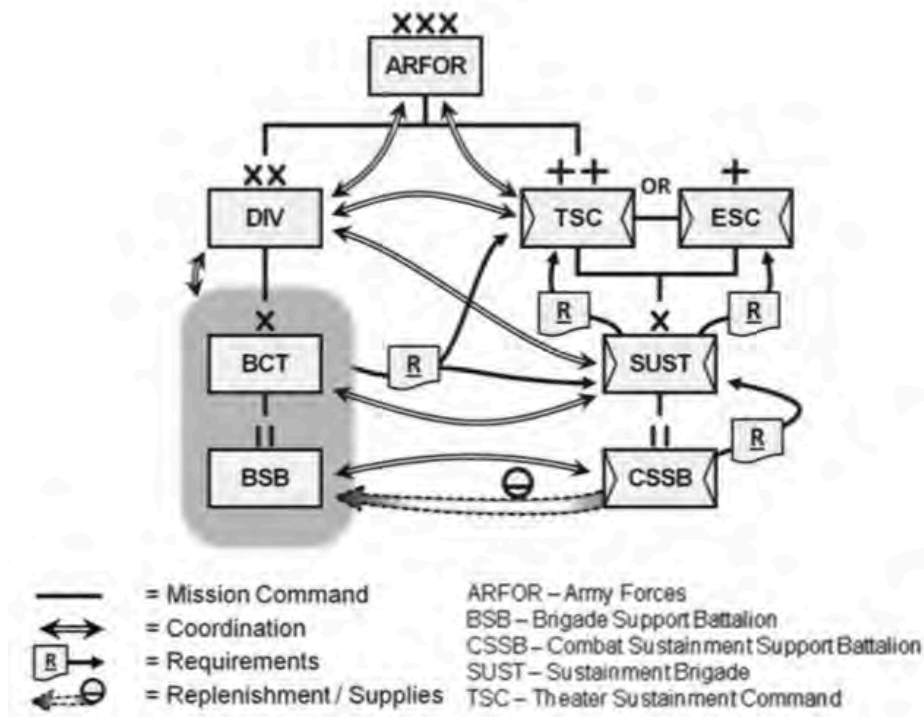 XXX
ARFOR
XX
DIV
++
TSC
OR
+
ESC
R
X
R
X
BCT
R
SUST
II
BSB
II
CSSB
R
= Mission Command
= Coordination
R = Requirements
= Replenishment / Supplies
ARFOR – Army Forces
BSB – Brigade Support Battalion
CSSB – Combat Sustainment Support Battalion
SUST – Sustainment Brigade
TSC – Theater Sustainment Command